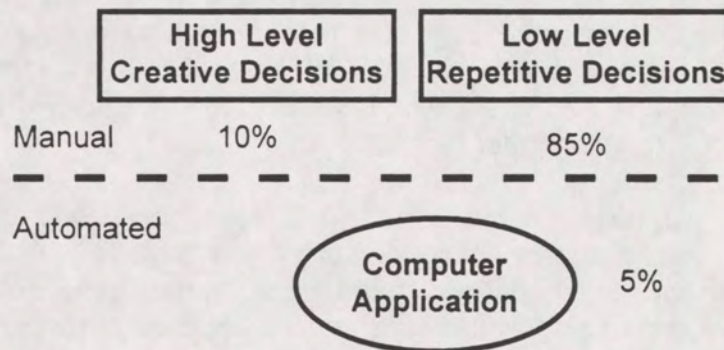 High Level
Creative Decisions
Low Level
Repetitive Decisions
Manual 10% 85%
Automated
Computer
Application
5%